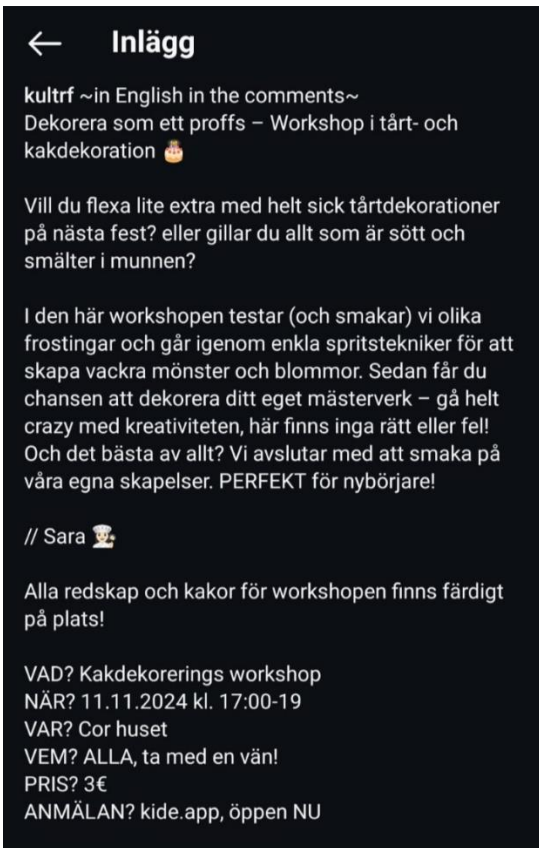 ← Inlägg
kultrf ~in English in the comments~
Dekorera som ett proffs – Workshop i tårt- och
kakdekoration 🎂
Vill du flexa lite extra med helt sick tårtdekorationer
på nästa fest? eller gillar du allt som är sött och
smälter i munnen?
I den här workshopen testar (och smakar) vi olika
frostingar och går igenom enkla spritstekniker för att
skapa vackra mönster och blommor. Sedan får du
chansen att dekorera ditt eget mästerverk – gå helt
crazy med kreativiteten, här finns inga rätt eller fel!
Och det bästa av allt? Vi avslutar med att smaka på
våra egna skapelser. PERFEKT för nybörjare!
// Sara 👩🏻‍🍳
Alla redskap och kakor för workshopen finns färdigt
på plats!
VAD? Kakdekorerings workshop
NÄR? 11.11.2024 kl. 17:00-19
VAR? Cor huset
VEM? ALLA, ta med en vän!
PRIS? 3€
ANMÄLAN? kide.app, öppen NU